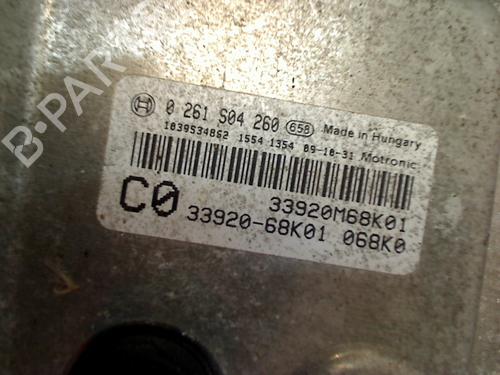 B-PAR
0 261 S04 260 658 Made in Hungary
1039S34862 1554 1354 09-10-31 Motronic
33920M68K01
C0 33920-68K01 068K0